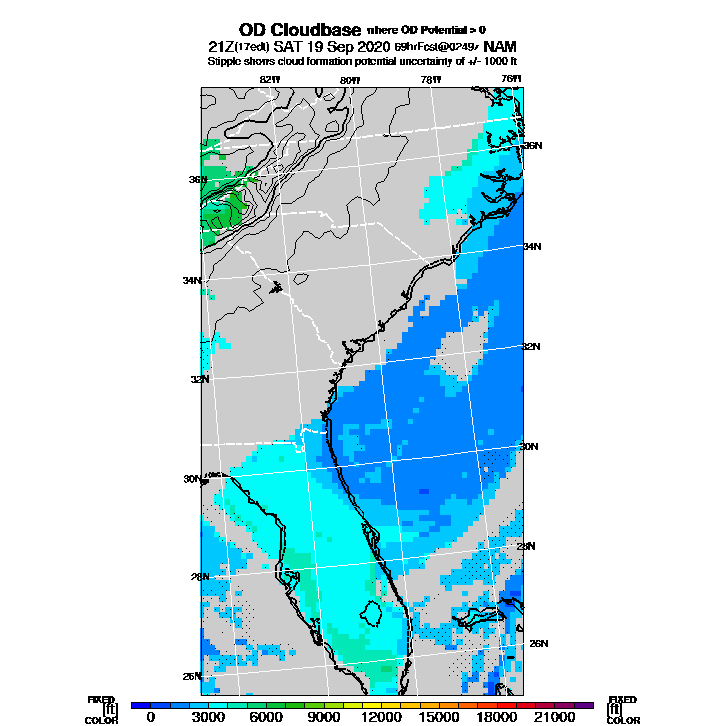 OD Cloudbase where OD Potential > 0
21Z(17edt) SAT 19 Sep 2020 69hrFcst@0249z NAM
Stipple shows cloud formation potential uncertainty of +/- 1000 ft
82W 80W 78W 76W
36N
36N
34N
34N
32N
32N
30N
30N
28N
28N
26N
26N
FIXED FIXED
[ft] [ft]
COLOR COLOR
0 3000 6000 9000 12000 15000 18000 21000